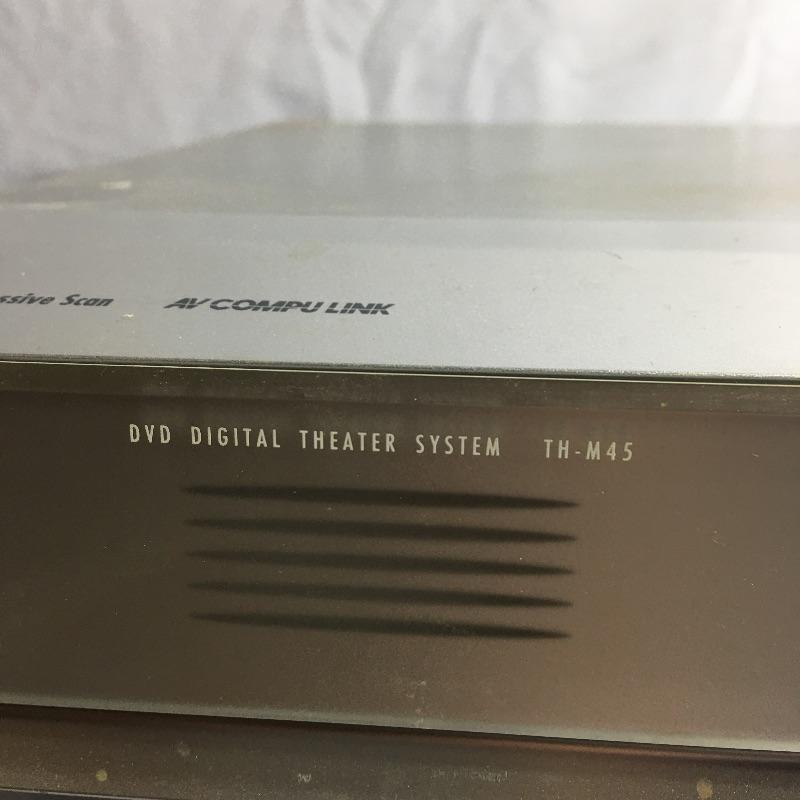 ssive Scan AV COMPU LINK
DVD DIGITAL THEATER SYSTEM TH-M45